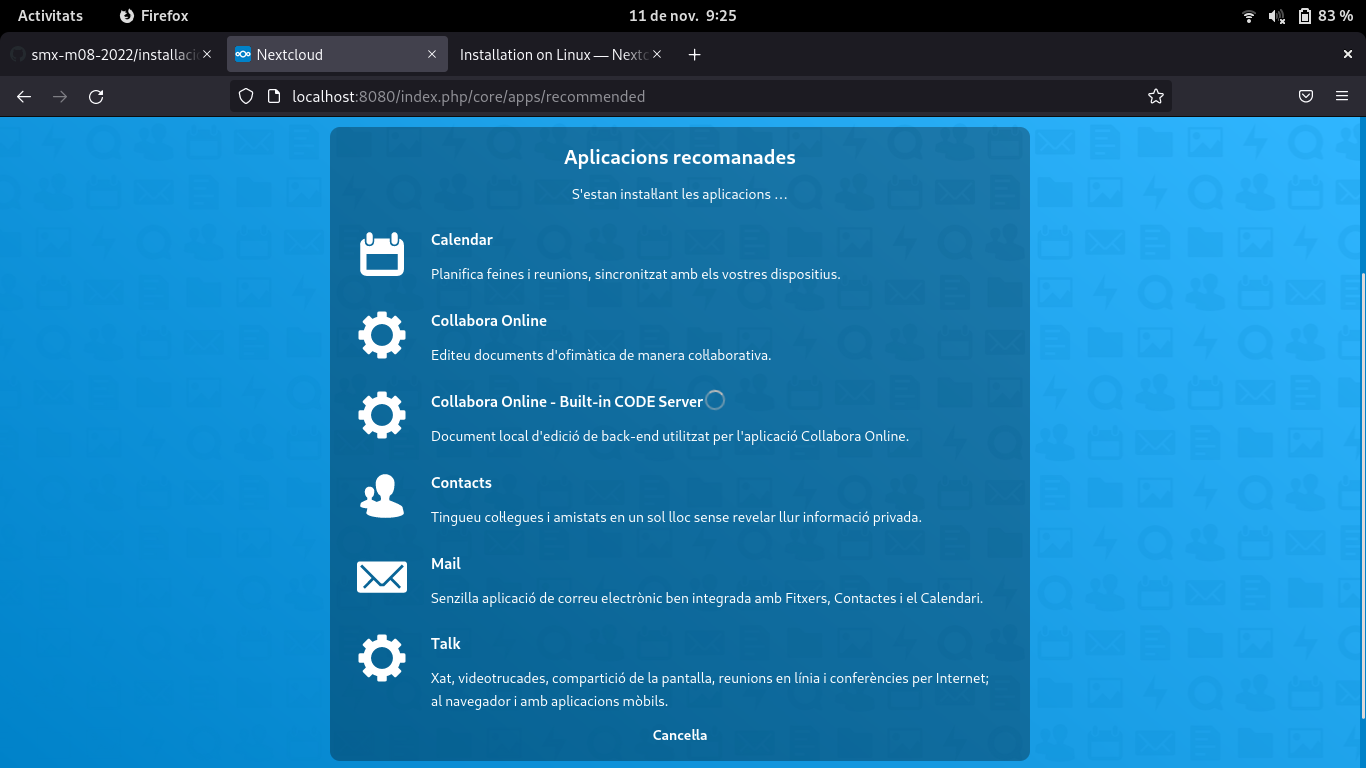 Activitats
Firefox
11 de nov. 9:25
83 %
smx-m08-2022/installaci
Nextcloud
Installation on Linux — Nextc
localhost:8080/index.php/core/apps/recommended
Aplicacions recomanades
S'estan instal·lant les aplicacions …
Calendar
Planifica feines i reunions, sincronitzat amb els vostres dispositius.
Collabora Online
Editeu documents d'ofimàtica de manera col·laborativa.
Collabora Online - Built-in CODE Server
Document local d'edició de back-end utilitzat per l'aplicació Collabora Online.
Contacts
Tingueu col·legues i amistats en un sol lloc sense revelar llur informació privada.
Mail
Senzilla aplicació de correu electrònic ben integrada amb Fitxers, Contactes i el Calendari.
Talk
Xat, videotrucades, compartició de la pantalla, reunions en línia i conferències per Internet;
al navegador i amb aplicacions mòbils.
Cancel·la